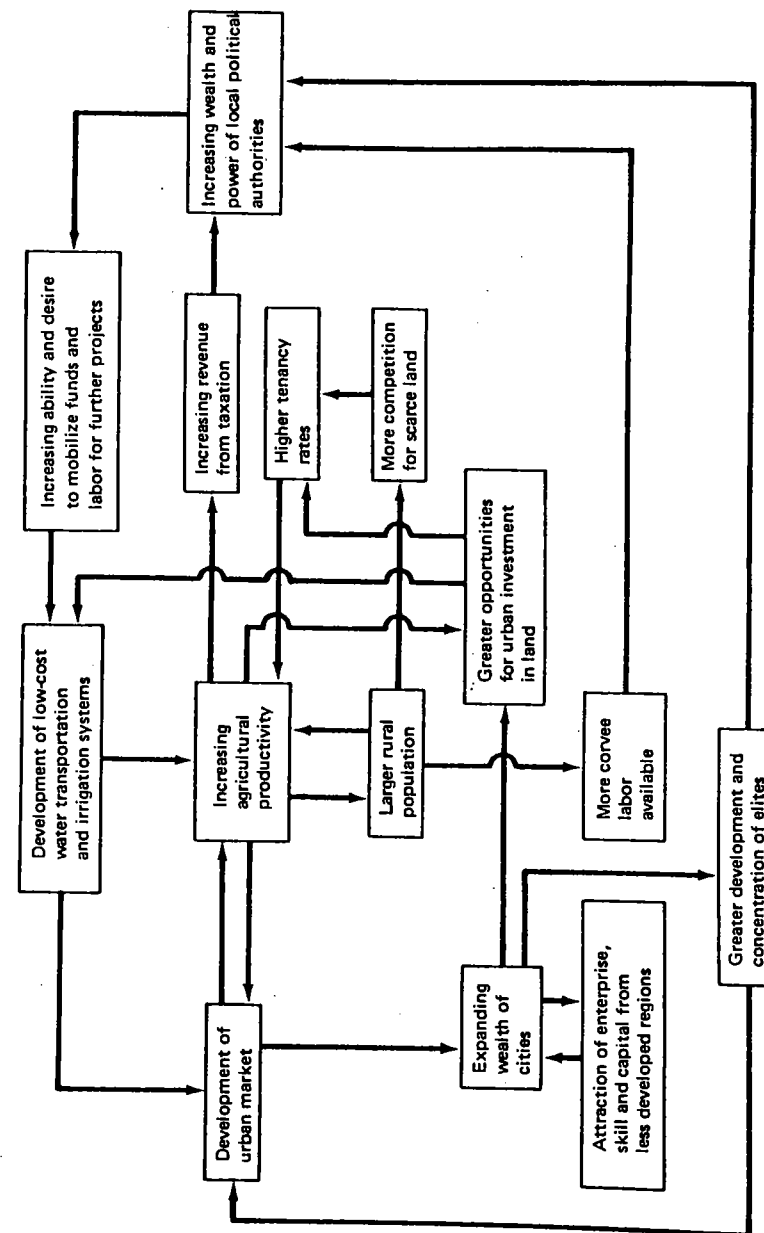 Increasing ability and desire
to mobilize funds and
labor for further projects
Increasing wealth and
power of local political
authorities
Development of low-cost
water transportation
and irrigation systems
Increasing revenue
from taxation
Higher tenancy
rates
More competition
for scarce land
Increasing
agricultural
productivity
Larger rural
population
Greater opportunities
for urban investment
in land
Development of
urban market
Expanding
wealth of
cities
More corvee
labor
available
Attraction of enterprise,
skill and capital from
less developed regions
Greater development and
concentration of elites